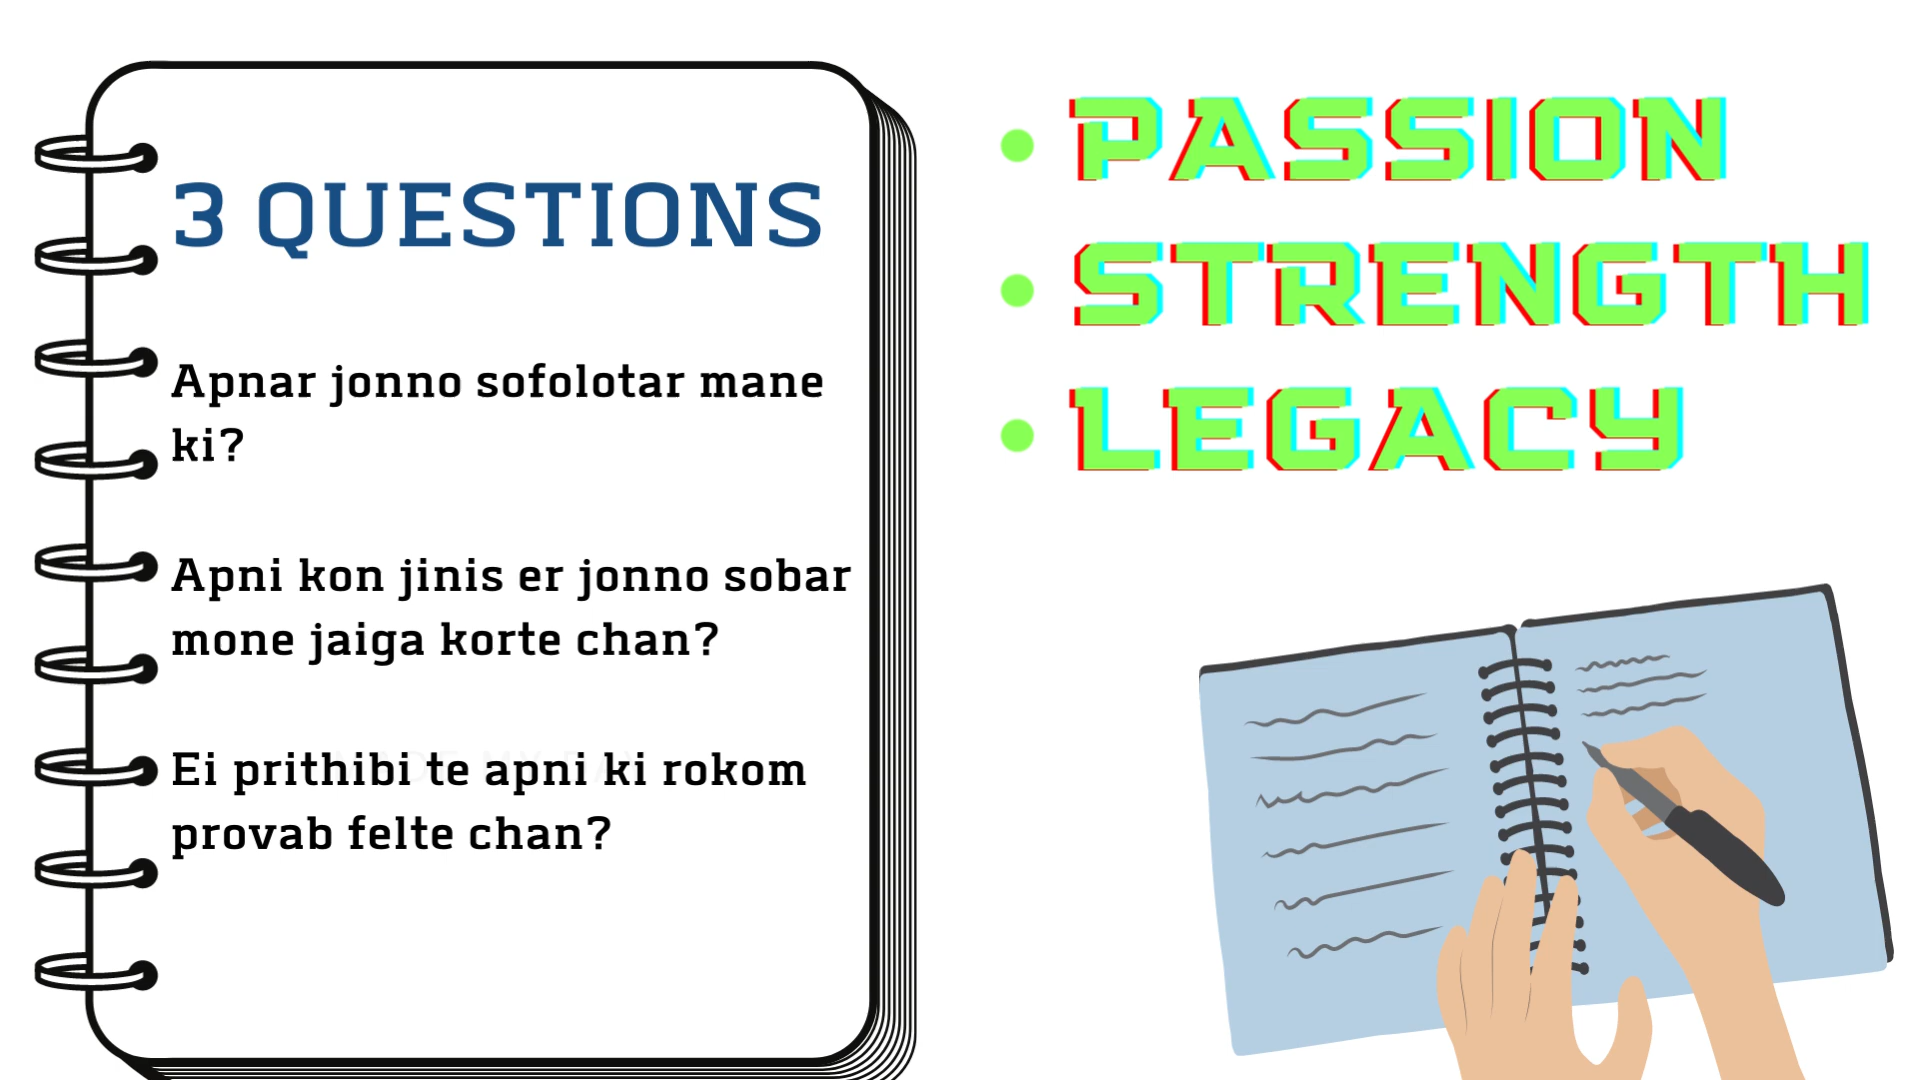 3 QUESTIONS
Apnar jonno sofolotar mane
ki?
Apni kon jinis er jonno sobar
mone jaiga korte chan?
Ei prithibi te apni ki rokom
provab felte chan?
• PASSION
• STRENGTH
• LEGACY